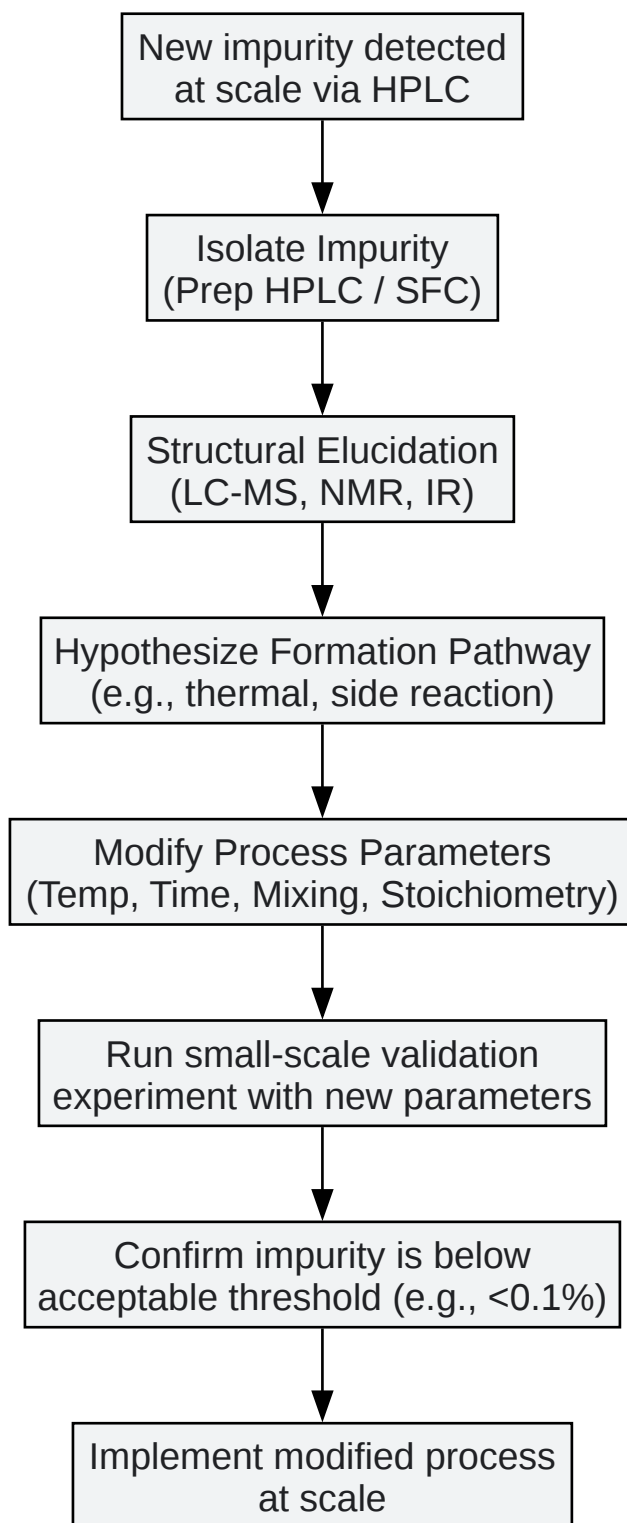 New impurity detected
at scale via HPLC
Isolate Impurity
(Prep HPLC / SFC)
Structural Elucidation
(LC-MS, NMR, IR)
Hypothesize Formation Pathway
(e.g., thermal, side reaction)
Modify Process Parameters
(Temp, Time, Mixing, Stoichiometry)
Run small-scale validation
experiment with new parameters
Confirm impurity is below
acceptable threshold (e.g., <0.1%)
Implement modified process
at scale